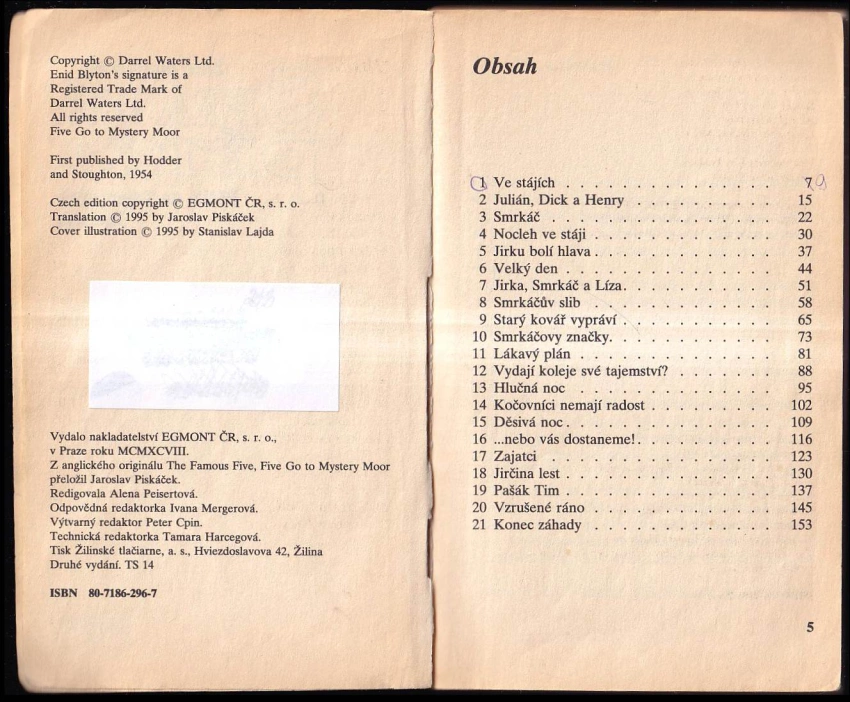 Copyright © Darrel Waters Ltd.
Enid Blyton's signature is a
Registered Trade Mark of
Darrel Waters Ltd.
All rights reserved
Five Go to Mystery Moor
First published by Hodder
and Stoughton, 1954
Czech edition copyright © EGMONT ČR, s. r. o.
Translation © 1995 by Jaroslav Piskáček
Cover illustration © 1995 by Stanislav Lajda
Vydalo nakladatelství EGMONT ČR, s. r. o.,
v Praze roku MCMXCVIII.
Z anglického originálu The Famous Five, Five Go to Mystery Moor
přeložil Jaroslav Piskáček.
Redigovala Alena Peisertová.
Odpovědná redaktorka Ivana Mergerová.
Výtvarný redaktor Peter Cpin.
Technická redaktorka Tamara Harcegová.
Tisk Žilinské tlačiarne, a. s., Hviezdoslavova 42, Žilina
Druhé vydání. TS 14
ISBN 80-7186-296-7
Obsah
1 Ve stájích . . . . . . . . . . . . . 7
2 Julián, Dick a Henry . . . . . . . . . 15
3 Smrkáč . . . . . . . . . . . . . . 22
4 Nocleh ve stáji . . . . . . . . . . . 30
5 Jirku bolí hlava . . . . . . . . . . . 37
6 Velký den . . . . . . . . . . . . . 44
7 Jirka, Smrkáč a Líza. . . . . . . . . . 51
8 Smrkáčův slib . . . . . . . . . . . . 58
9 Starý kovář vypráví . . . . . . . . . 65
10 Smrkáčovy značky. . . . . . . . . . 73
11 Lákavý plán . . . . . . . . . . . . 81
12 Vydají koleje své tajemství? . . . . . . 88
13 Hlučná noc . . . . . . . . . . . . 95
14 Kočovníci nemají radost . . . . . . . 102
15 Děsivá noc . . . . . . . . . . . . 109
16 ...nebo vás dostaneme!. . . . . . . . 116
17 Zajatci . . . . . . . . . . . . . . 123
18 Jirčina lest . . . . . . . . . . . . 130
19 Pašák Tim . . . . . . . . . . . . 137
20 Vzrušené ráno . . . . . . . . . . . 145
21 Konec záhady . . . . . . . . . . . 153
5